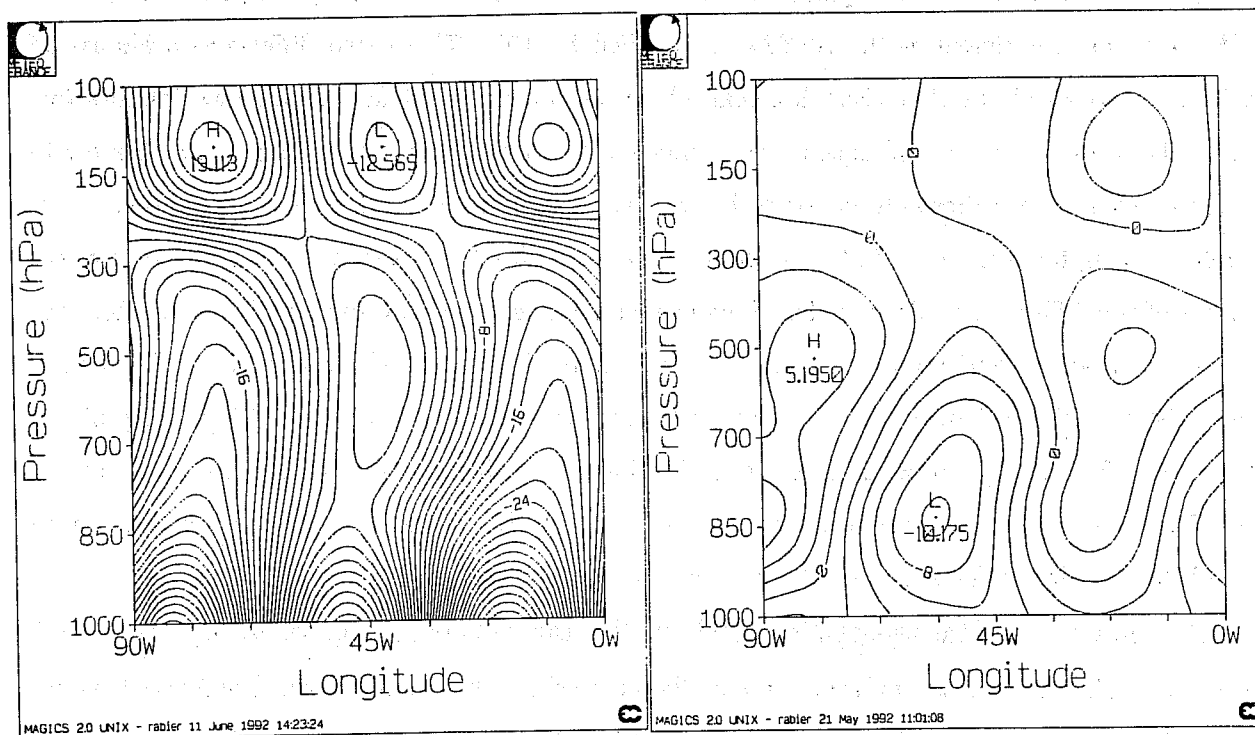 METEO
FRANCE
100
150
300
500
700
850
1000
Pressure (hPa)
H
19.113
L
-12.565
-16
-8
-16
-24
90W
45W
0W
Longitude
MAGICS 2.0 UNIX - rabier 11 June 1992 14:23:24
100
150
300
500
700
850
1000
Pressure (hPa)
0
0
0
H
5.1950
0
L
-10.175
8
2
90W
45W
0W
Longitude
MAGICS 2.0 UNIX - rabier 21 May 1992 11:01:08